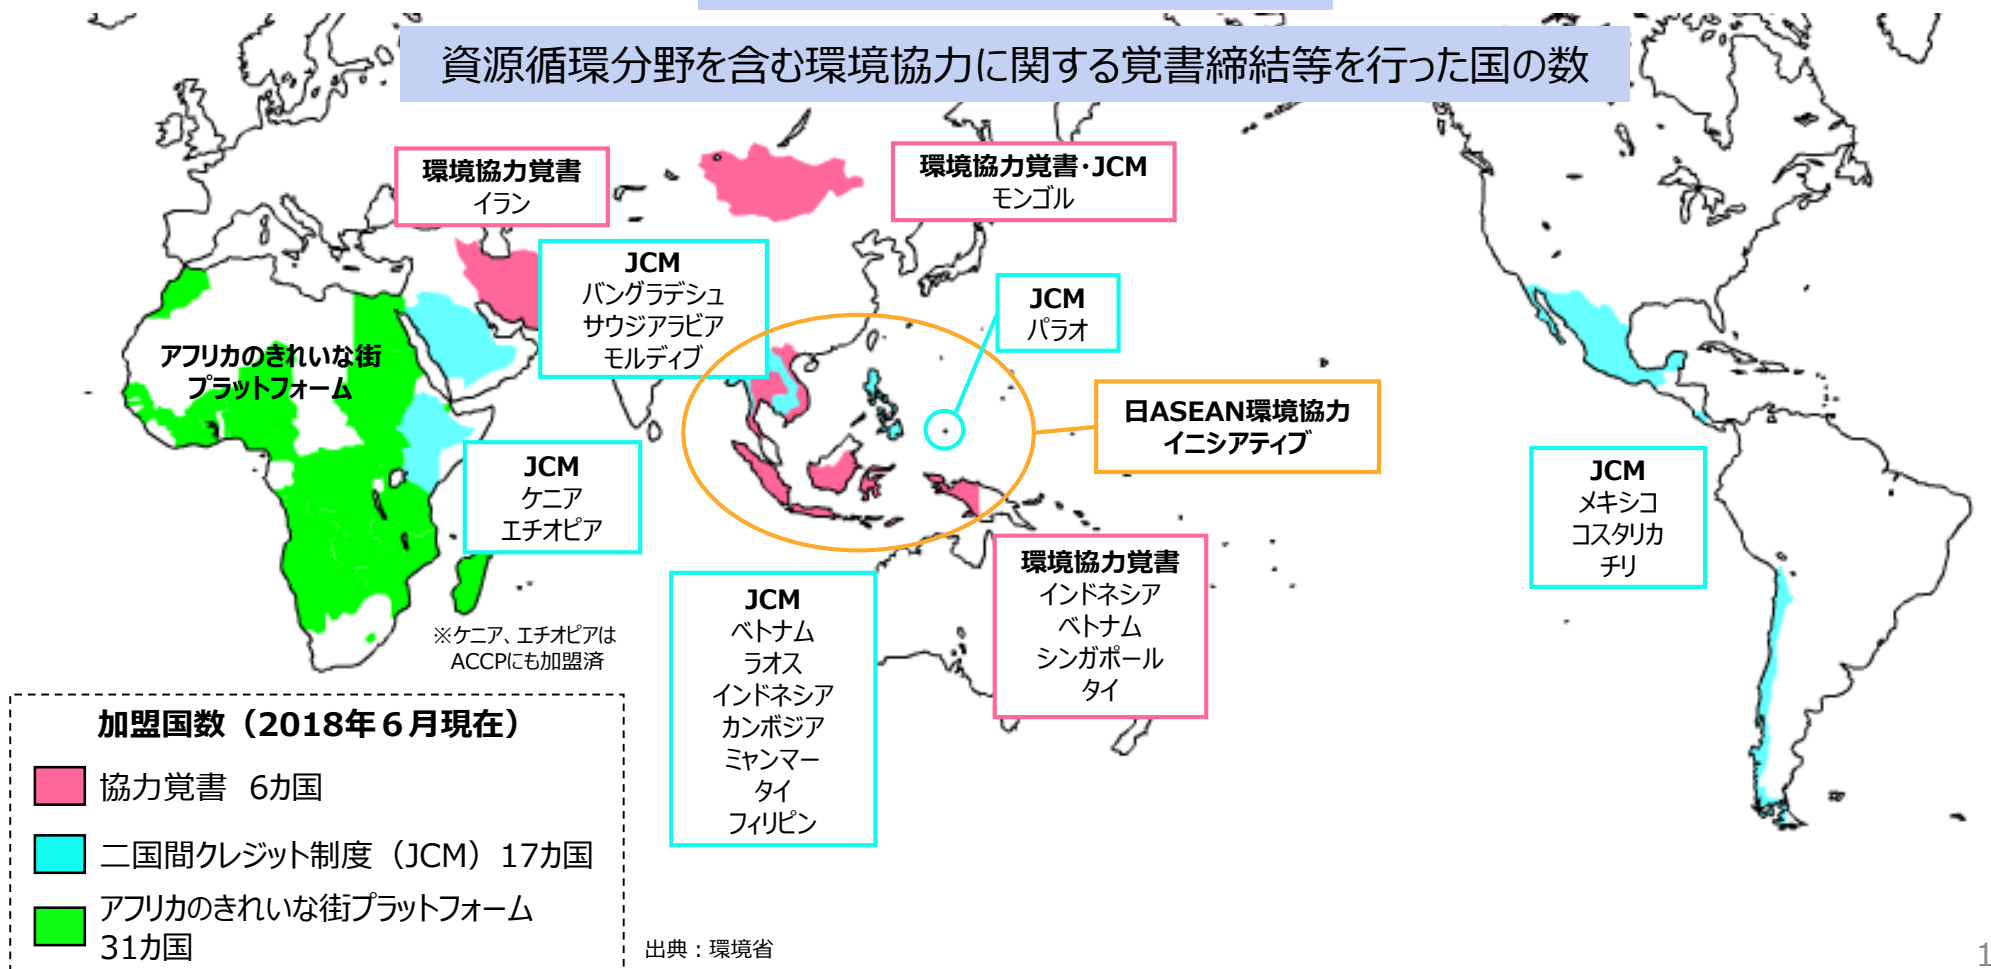 資源循環分野を含む環境協力に関する覚書締結等を行った国の数
環境協力覚書
イラン
環境協力覚書・JCM
モンゴル
JCM
バングラデシュ
サウジアラビア
モルディブ
JCM
パラオ
アフリカのきれいな街
プラットフォーム
日ASEAN環境協力
イニシアティブ
JCM
ケニア
エチオピア
JCM
メキシコ
コスタリカ
チリ
※ケニア、エチオピアは
ACCPにも加盟済
JCM
ベトナム
ラオス
インドネシア
カンボジア
ミャンマー
タイ
フィリピン
環境協力覚書
インドネシア
ベトナム
シンガポール
タイ
加盟国数（2018年６月現在）
協力覚書 6カ国
二国間クレジット制度（JCM）17カ国
アフリカのきれいな街プラットフォーム
31カ国
出典：環境省
1